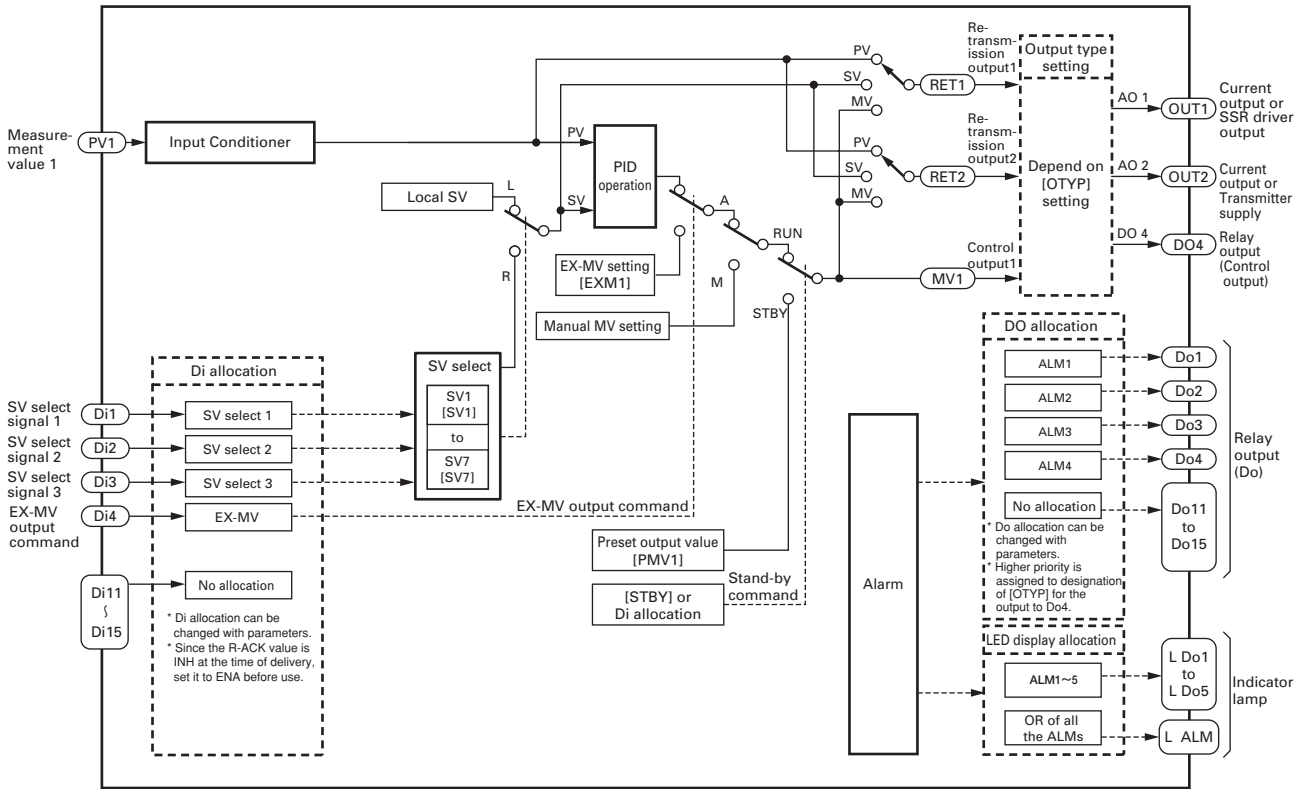 Measure-
ment
value 1
PV1
Input Conditioner
Local SV
L
R
PV
SV
PID
operation
EX-MV setting
[EXM1]
A
M
Manual MV setting
RUN
STBY
PV
SV
MV
RET1
Re-
transm-
ission
output1
PV
SV
MV
RET2
Re-
transm-
ission
output2
Control
output1
MV1
Output type
setting
Depend on
[OTYP]
setting
AO 1
OUT1
Current
output or
SSR driver
output
AO 2
OUT2
Current
output or
Transmitter
supply
DO 4
DO4
Relay
output
(Control
output)
SV select
signal 1
Di1
SV select
signal 2
Di2
SV select
signal 3
Di3
EX-MV
output
command
Di4
Di11
∫
Di15
Di allocation
SV select 1
SV select 2
SV select 3
EX-MV
No allocation
* Di allocation can be
changed with parameters.
* Since the R-ACK value is
INH at the time of delivery,
set it to ENA before use.
SV select
SV1
[SV1]
to
SV7
[SV7]
EX-MV output command
Preset output value
[PMV1]
[STBY] or
Di allocation
Stand-by
command
Alarm
DO allocation
ALM1
ALM2
ALM3
ALM4
No allocation
* Do allocation can be
changed with
parameters.
* Higher priority is
assigned to designation
of [OTYP] for the
output to Do4.
LED display allocation
ALM1~5
OR of all
the ALMs
Do1
Do2
Do3
Do4
Do11
to
Do15
Relay
output
(Do)
L Do1
to
L Do5
L ALM
Indicator
lamp